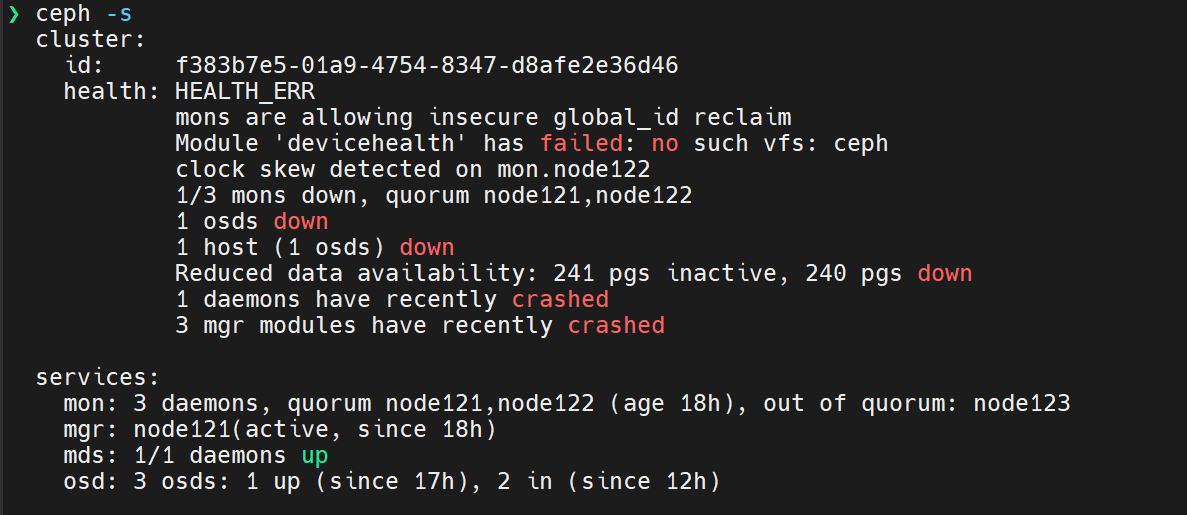 ❯ ceph -s
cluster:
id: f383b7e5-01a9-4754-8347-d8afe2e36d46
health: HEALTH_ERR
mons are allowing insecure global_id reclaim
Module 'devicehealth' has failed: no such vfs: ceph
clock skew detected on mon.node122
1/3 mons down, quorum node121,node122
1 osds down
1 host (1 osds) down
Reduced data availability: 241 pgs inactive, 240 pgs down
1 daemons have recently crashed
3 mgr modules have recently crashed
services:
mon: 3 daemons, quorum node121,node122 (age 18h), out of quorum: node123
mgr: node121(active, since 18h)
mds: 1/1 daemons up
osd: 3 osds: 1 up (since 17h), 2 in (since 12h)